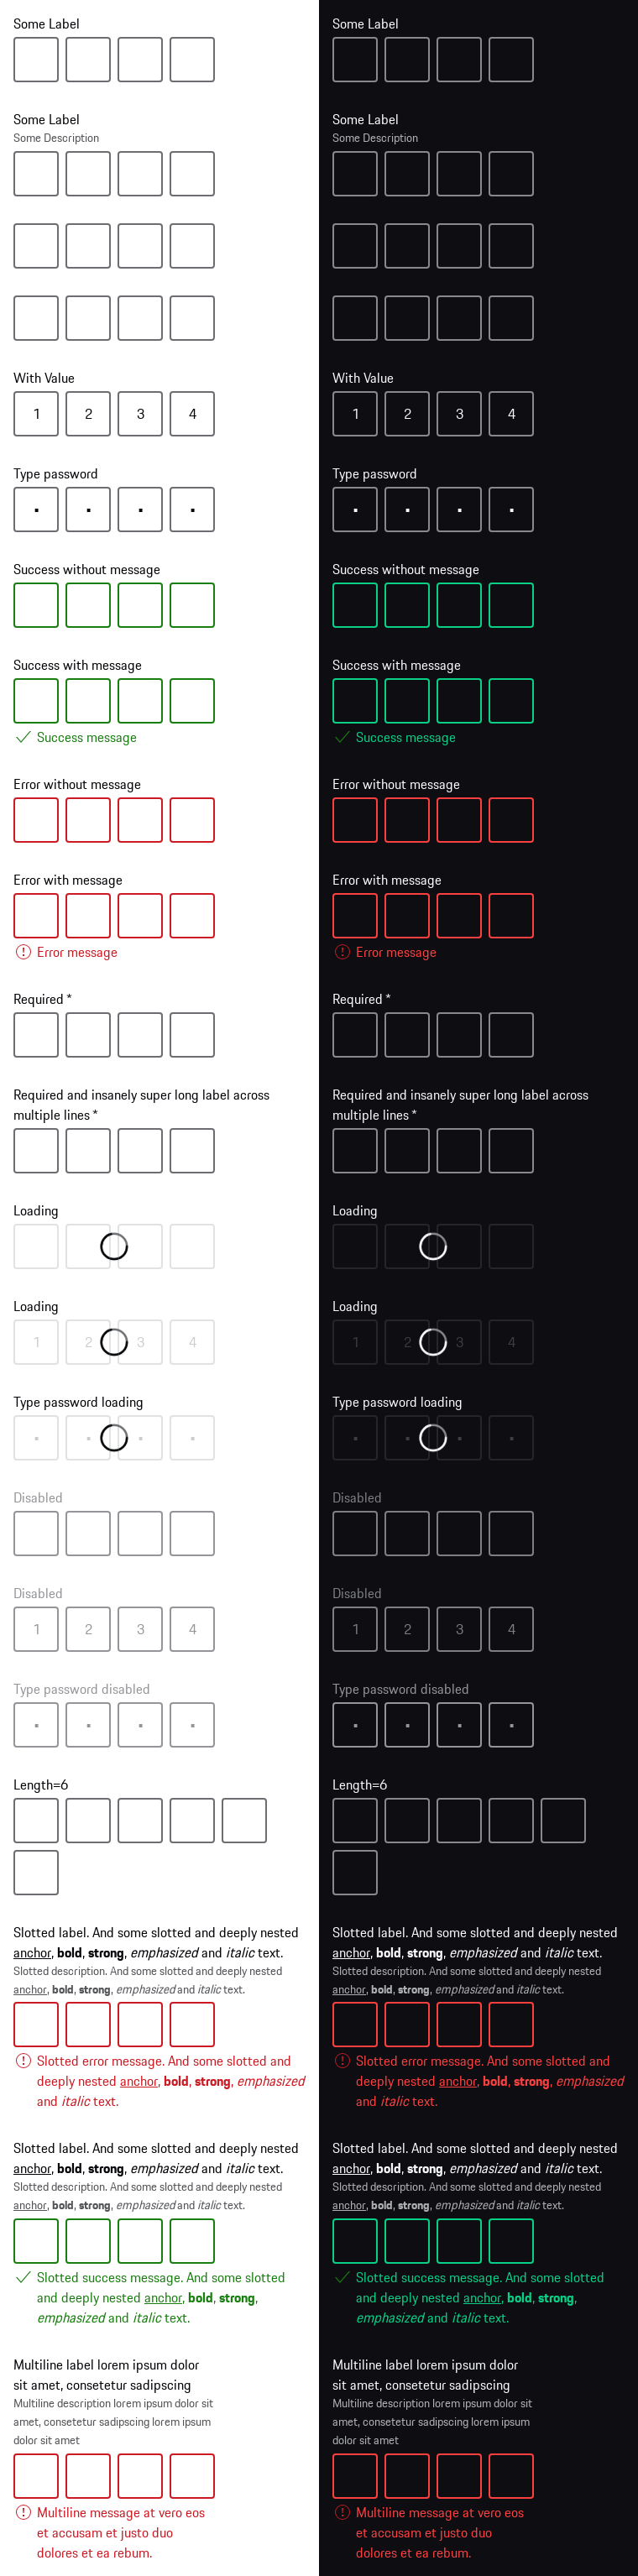 Some Label
Some Label
Some Description
With Value
1 2 3 4
Type password
Success without message
Success with message
Success message
Error without message
Error with message
Error message
Required *
Required and insanely super long label across
multiple lines *
Loading
Loading
1 2 3 4
Type password loading
Disabled
Disabled
1 2 3 4
Type password disabled
Length=6
Slotted label. And some slotted and deeply nested
anchor, bold, strong, emphasized and italic text.
Slotted description. And some slotted and deeply nested
anchor, bold, strong, emphasized and italic text.
Slotted error message. And some slotted and
deeply nested anchor, bold, strong, emphasized
and italic text.
Slotted label. And some slotted and deeply nested
anchor, bold, strong, emphasized and italic text.
Slotted description. And some slotted and deeply nested
anchor, bold, strong, emphasized and italic text.
Slotted success message. And some slotted
and deeply nested anchor, bold, strong,
emphasized and italic text.
Multiline label lorem ipsum dolor
sit amet, consetetur sadipscing
Multiline description lorem ipsum dolor sit
amet, consetetur sadipscing lorem ipsum
dolor sit amet
Multiline message at vero eos
et accusam et justo duo
dolores et ea rebum.
Some Label
Some Label
Some Description
With Value
1 2 3 4
Type password
Success without message
Success with message
Success message
Error without message
Error with message
Error message
Required *
Required and insanely super long label across
multiple lines *
Loading
Loading
1 2 3 4
Type password loading
Disabled
Disabled
1 2 3 4
Type password disabled
Length=6
Slotted label. And some slotted and deeply nested
anchor, bold, strong, emphasized and italic text.
Slotted description. And some slotted and deeply nested
anchor, bold, strong, emphasized and italic text.
Slotted error message. And some slotted and
deeply nested anchor, bold, strong, emphasized
and italic text.
Slotted label. And some slotted and deeply nested
anchor, bold, strong, emphasized and italic text.
Slotted description. And some slotted and deeply nested
anchor, bold, strong, emphasized and italic text.
Slotted success message. And some slotted
and deeply nested anchor, bold, strong,
emphasized and italic text.
Multiline label lorem ipsum dolor
sit amet, consetetur sadipscing
Multiline description lorem ipsum dolor sit
amet, consetetur sadipscing lorem ipsum
dolor sit amet
Multiline message at vero eos
et accusam et justo duo
dolores et ea rebum.